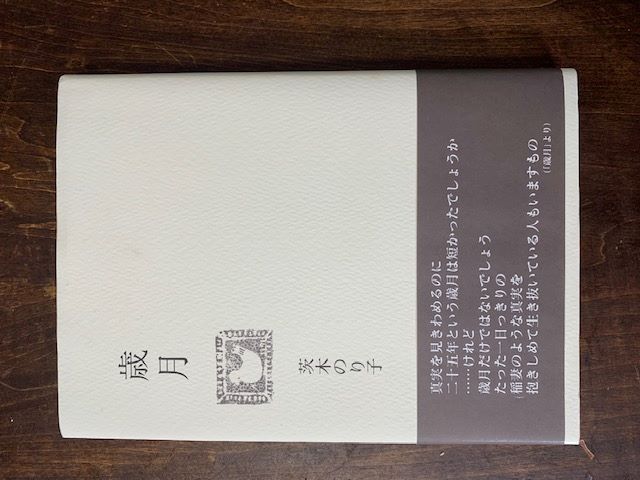 歳月
茨木のり子
真実を見きわめるのに
二十五年という歳月は短かったでしょうか
……けれど
歳月だけではないでしょう
たった一日っきりの
稲妻のような真実を
抱きしめて生き抜いている人もいますもの
(「歳月」より)